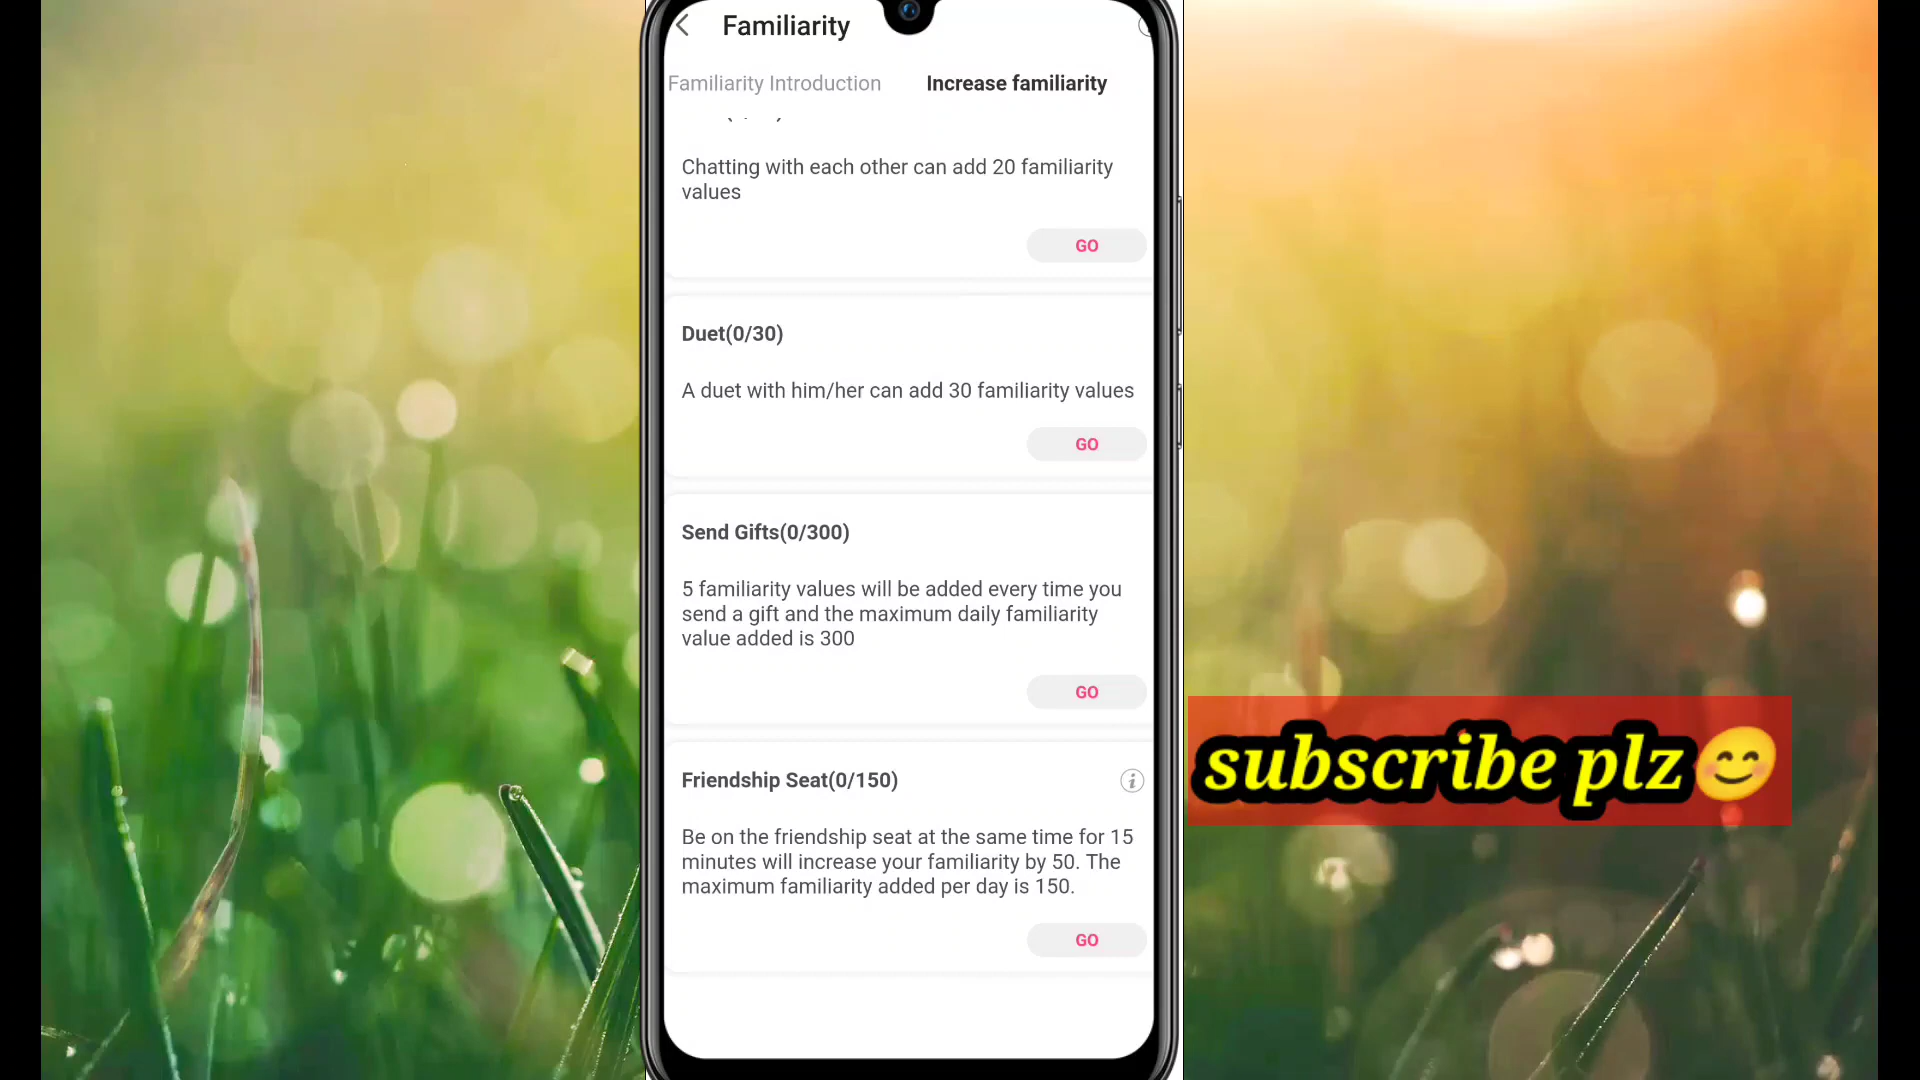 Familiarity
Familiarity Introduction
Increase familiarity
Chatting with each other can add 20 familiarity
values
GO
Duet(0/30)
A duet with him/her can add 30 familiarity values
GO
Send Gifts(0/300)
5 familiarity values will be added every time you
send a gift and the maximum daily familiarity
value added is 300
GO
Friendship Seat(0/150)
Be on the friendship seat at the same time for 15
minutes will increase your familiarity by 50. The
maximum familiarity added per day is 150.
GO
subscribe plz😊